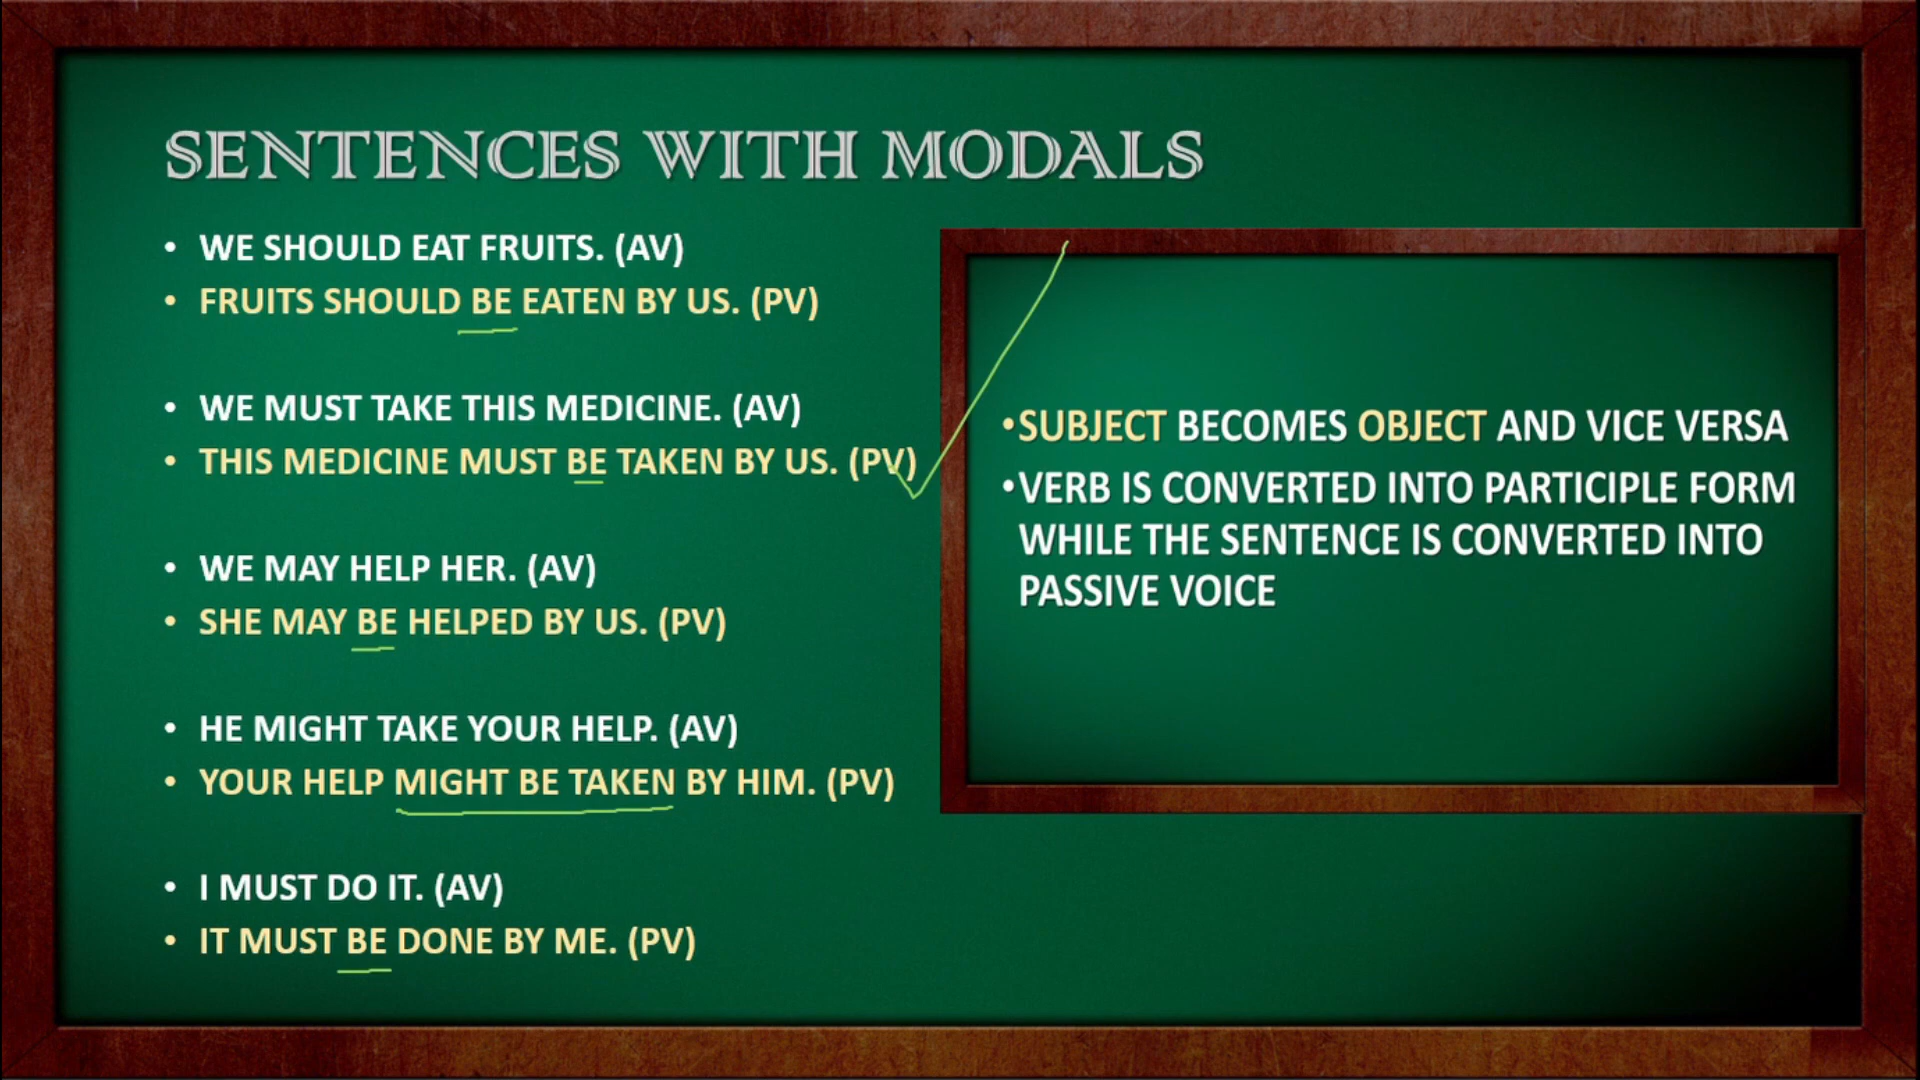 SENTENCES WITH MODALS
• WE SHOULD EAT FRUITS. (AV)
• FRUITS SHOULD BE EATEN BY US. (PV)
• WE MUST TAKE THIS MEDICINE. (AV)
• THIS MEDICINE MUST BE TAKEN BY US. (PV)
• WE MAY HELP HER. (AV)
• SHE MAY BE HELPED BY US. (PV)
• HE MIGHT TAKE YOUR HELP. (AV)
• YOUR HELP MIGHT BE TAKEN BY HIM. (PV)
• I MUST DO IT. (AV)
• IT MUST BE DONE BY ME. (PV)
•SUBJECT BECOMES OBJECT AND VICE VERSA
•VERB IS CONVERTED INTO PARTICIPLE FORM
WHILE THE SENTENCE IS CONVERTED INTO
PASSIVE VOICE